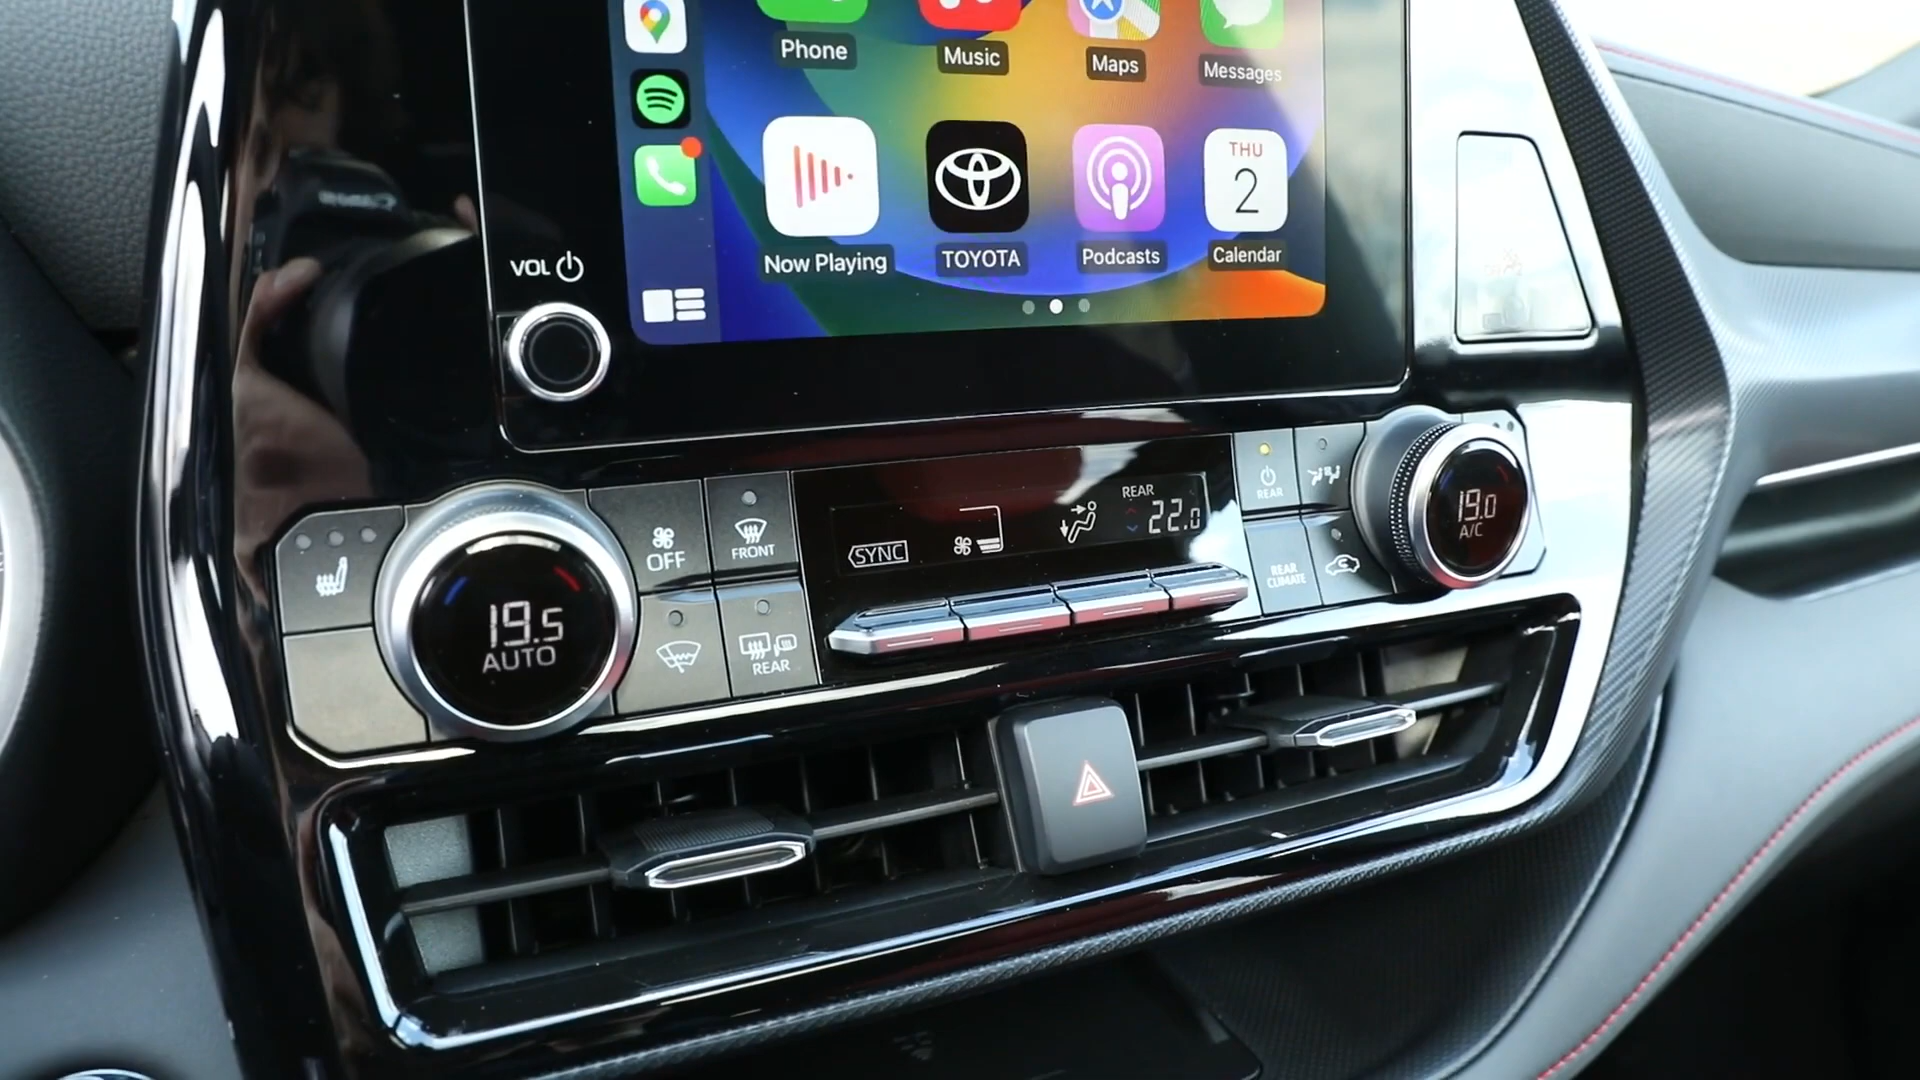 Phone
Music
Maps
Messages
THU
2
Now Playing
TOYOTA
Podcasts
Calendar
VOL
19.5
AUTO
OFF
FRONT
REAR
SYNC
REAR
22.0
REAR
REAR
CLIMATE
19.0
A/C